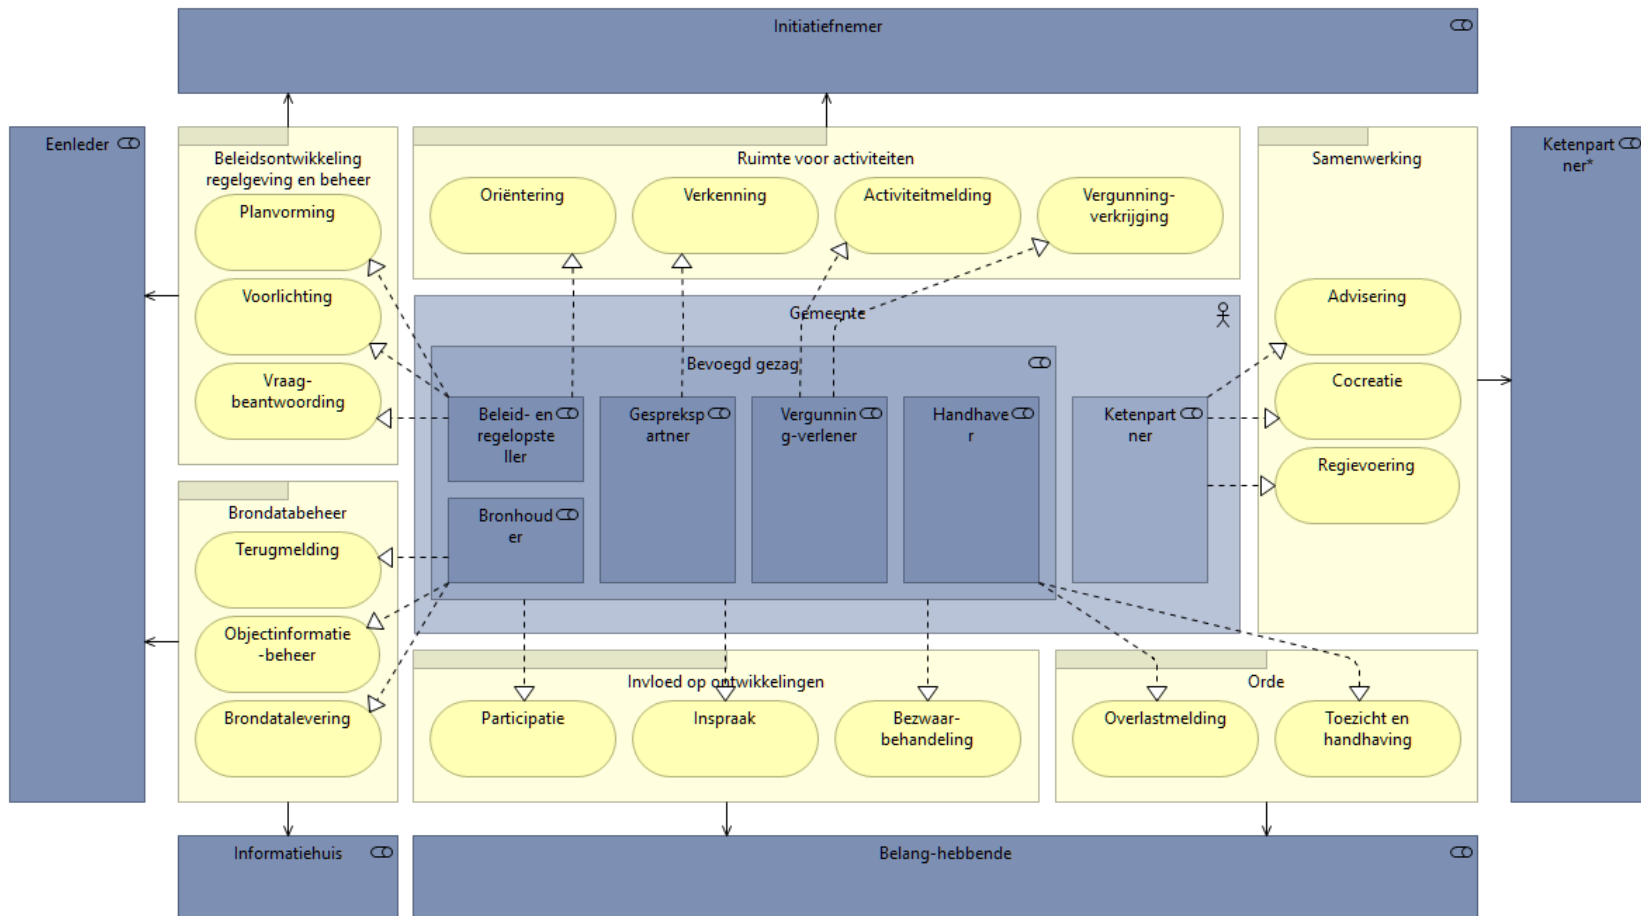 Initiatiefnemer
Eenleder
Beleidsontwikkeling
regelgeving en beheer
Planvorming
Voorlichting
Vraag-
beantwoording
Ruimte voor activiteiten
Oriëntering
Verkenning
Activiteitmelding
Vergunning-
verkrijging
Samenwerking
Advisering
Cocreatie
Regievoering
Ketenpart
ner*
Gemeente
Bevoegd gezag
Beleid- en
regelopste
ller
Gespreksp
artner
Vergunnin
g-verlener
Handhave
r
Ketenpart
ner
Bronhoud
er
Brondatabeheer
Terugmelding
Objectinformatie
-beheer
Brondatalevering
Invloed op ontwikkelingen
Participatie
Inspraak
Bezwaar-
behandeling
Orde
Overlastmelding
Toezicht en
handhaving
Informatiehuis
Belang-hebbende